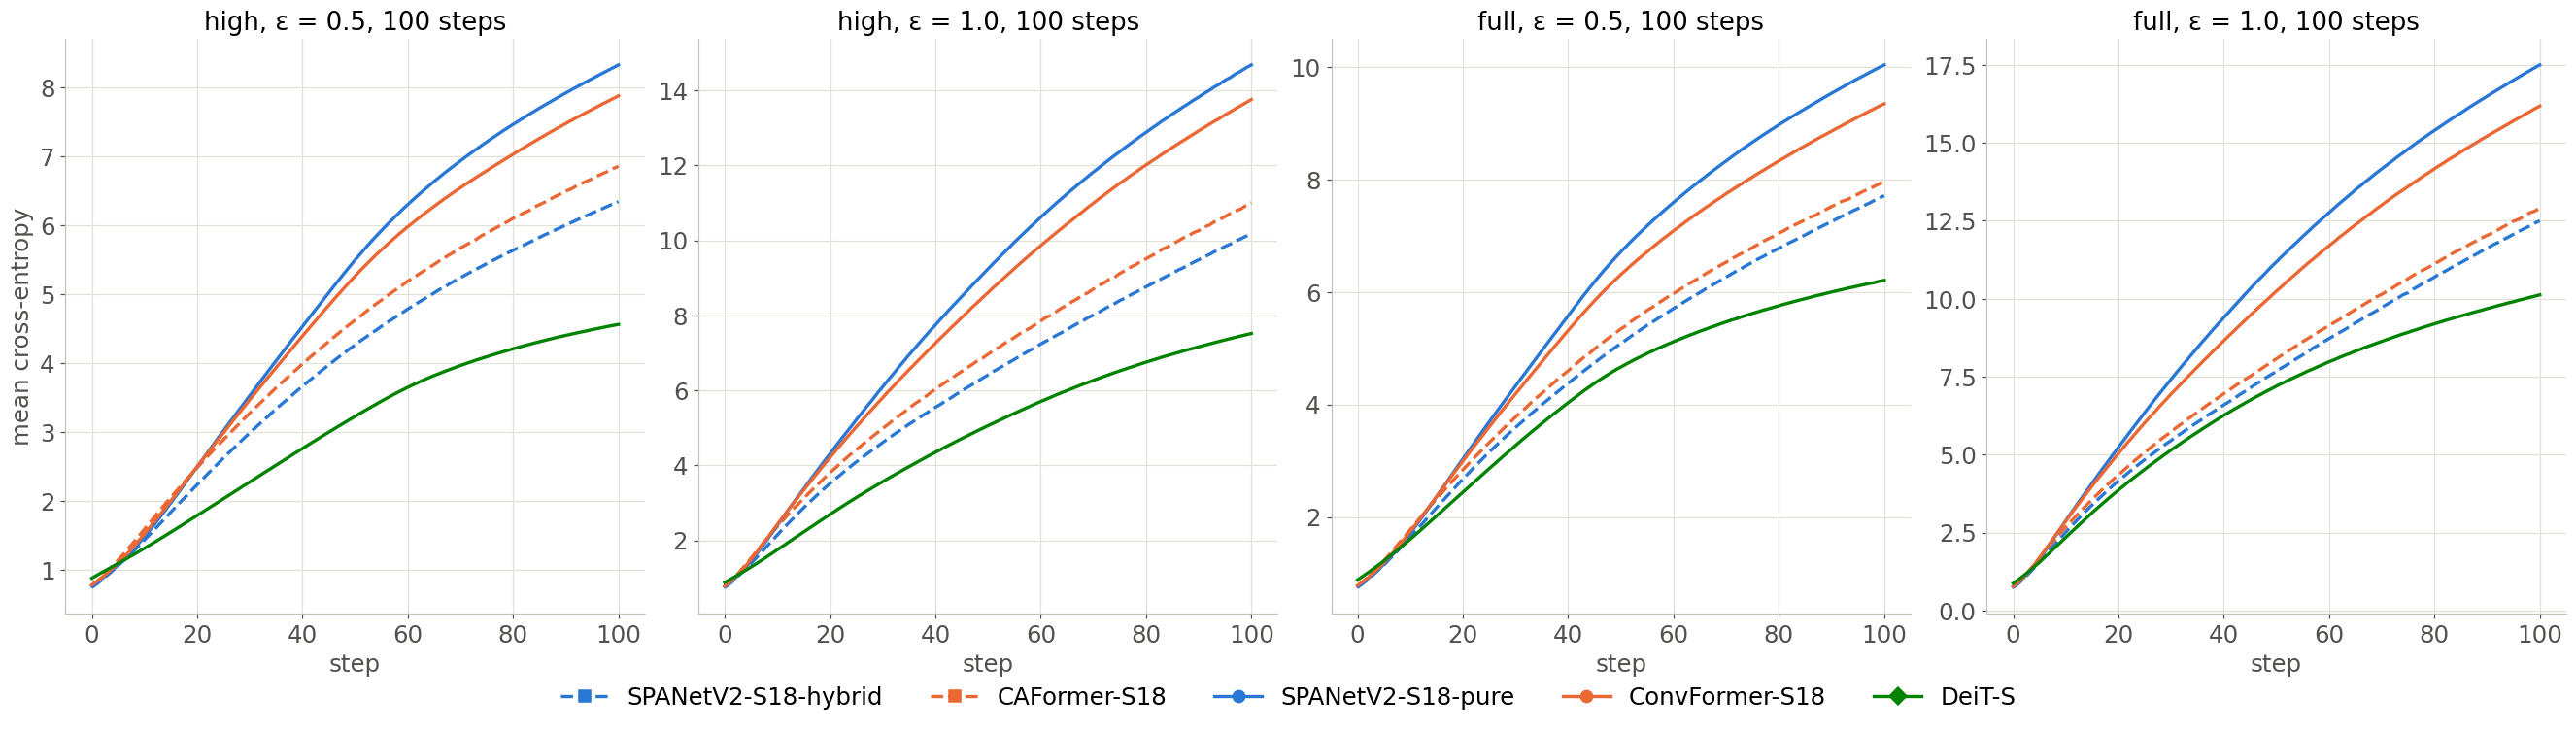 high, ε = 0.5, 100 steps
high, ε = 1.0, 100 steps
full, ε = 0.5, 100 steps
full, ε = 1.0, 100 steps
mean cross-entropy
8
7
6
5
4
3
2
1
0 20 40 60 80 100
step
14
12
10
8
6
4
2
0 20 40 60 80 100
step
10
8
6
4
2
0 20 40 60 80 100
step
17.5
15.0
12.5
10.0
7.5
5.0
2.5
0.0
0 20 40 60 80 100
step
SPANetV2-S18-hybrid CAFormer-S18 SPANetV2-S18-pure ConvFormer-S18 DeiT-S